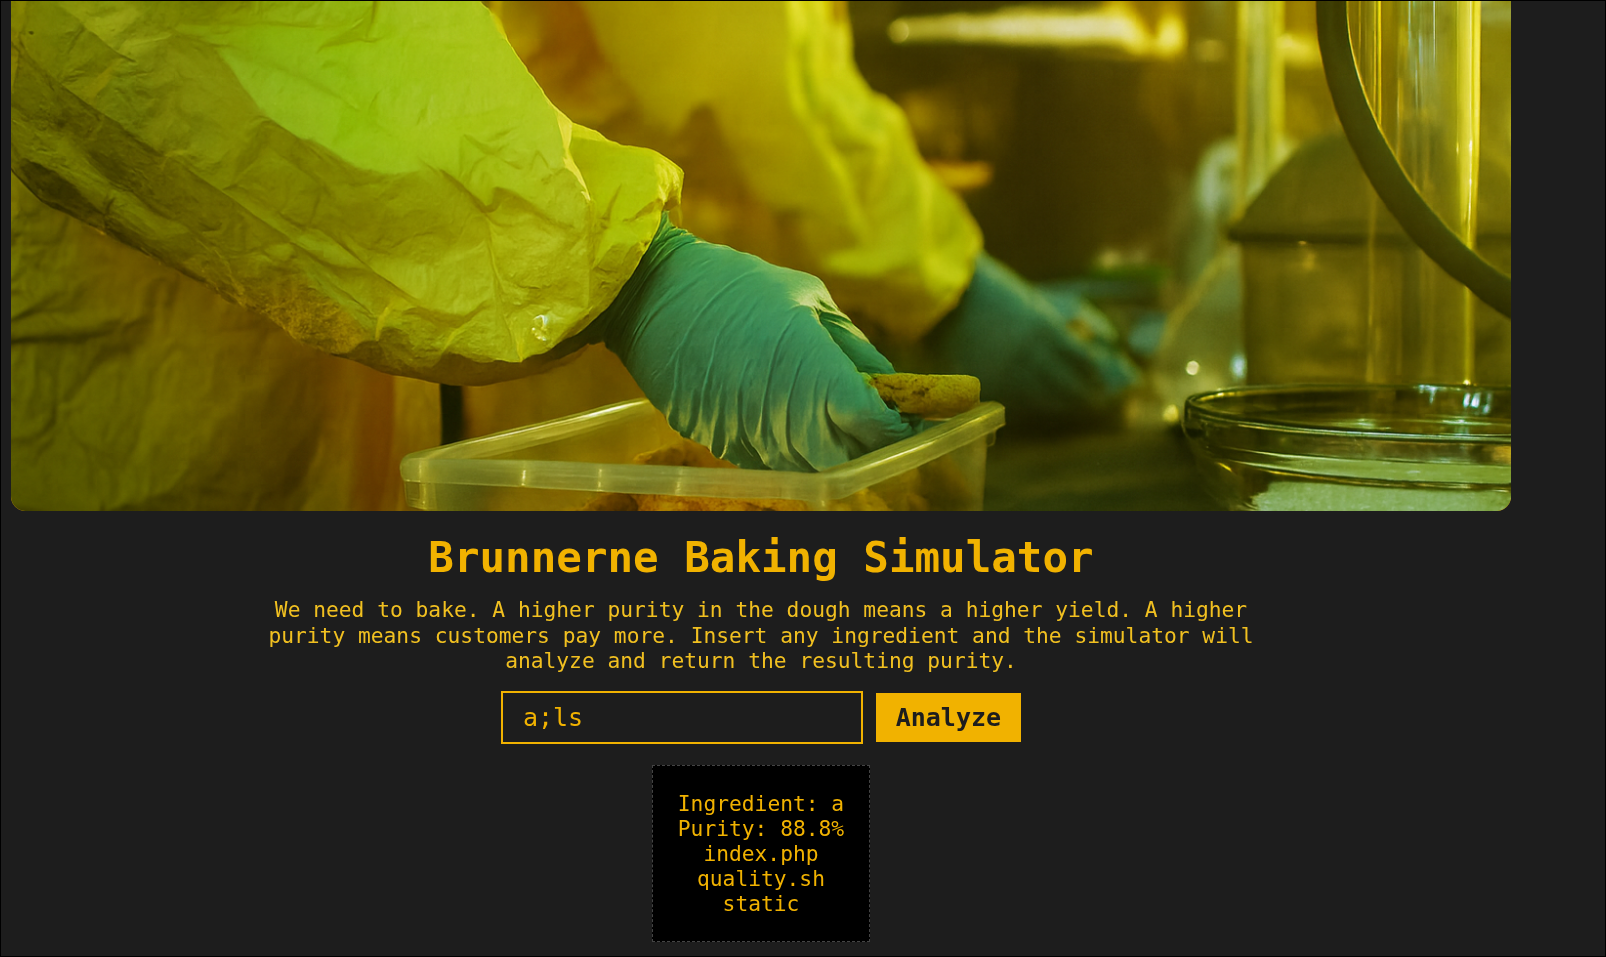 Brunnerne Baking Simulator
We need to bake. A higher purity in the dough means a higher yield. A higher
purity means customers pay more. Insert any ingredient and the simulator will
analyze and return the resulting purity.
a;ls
Analyze
Ingredient: a
Purity: 88.8%
index.php
quality.sh
static